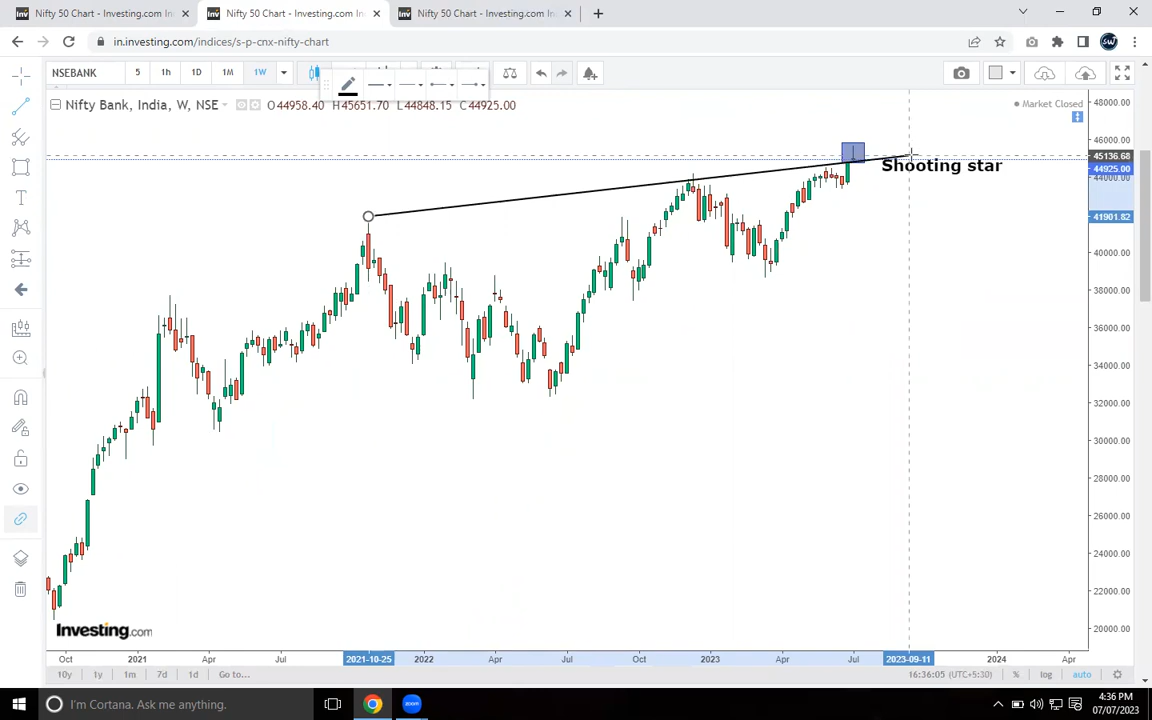 Nifty 50 Chart - Investing.com In
Nifty 50 Chart - Investing.com In
Nifty 50 Chart - Investing.com In
in.investing.com/indices/s-p-cnx-nifty-chart
NSEBANK
5
1h
1D
1M
1W
Nifty Bank, India, W, NSE
O44958.40 H45651.70 L44848.15 C44925.00
Market Closed
Shooting star
48000.00
46000.00
45136.68
44925.00
44000.00
41901.82
40000.00
38000.00
36000.00
34000.00
32000.00
30000.00
28000.00
26000.00
24000.00
22000.00
20000.00
Investing.com
Oct 2021 Apr Jul 2021-10-25 2022 Apr Jul Oct 2023 Apr Jul 2023-09-11 2024 Apr
10y 1y 1m 7d 1d Go to...
16:36:05 (UTC+5:30) % log auto
I'm Cortana. Ask me anything.
zoom
4:36 PM
07/07/2023